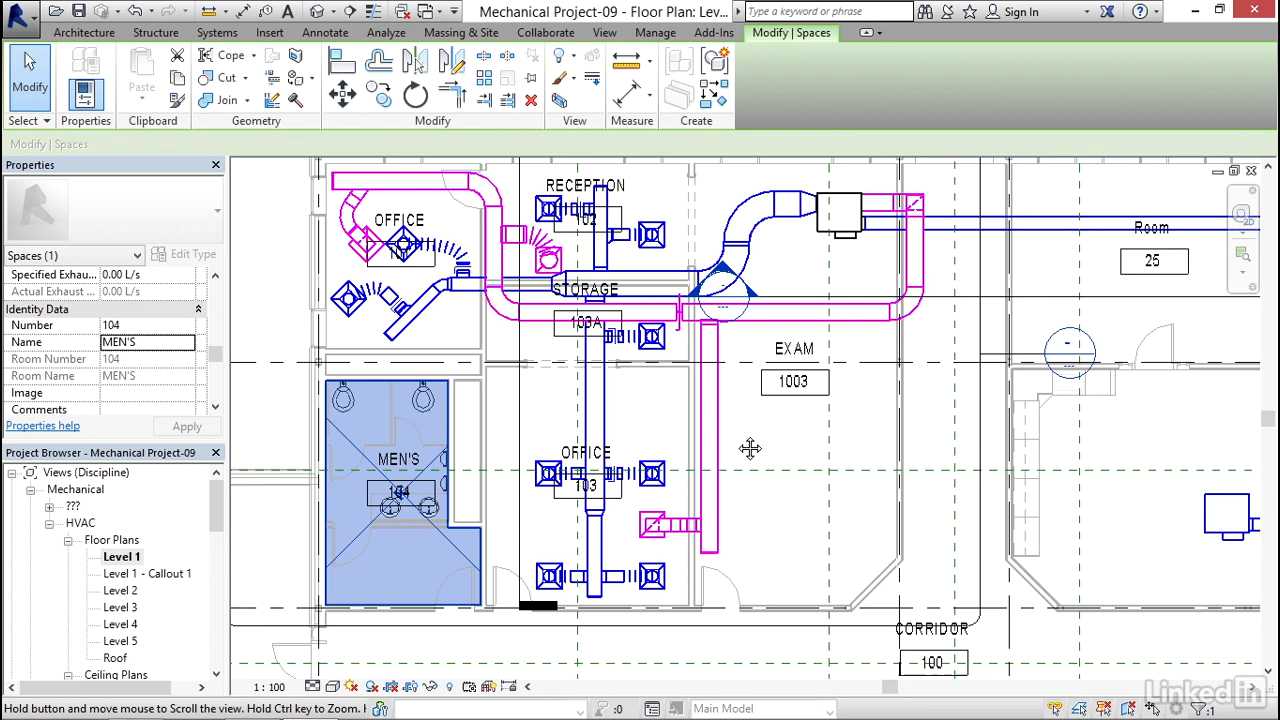 Mechanical Project-09 - Floor Plan: Lev...
Type a keyword or phrase
Sign In
Architecture
Structure
Systems
Insert
Annotate
Analyze
Massing & Site
Collaborate
View
Manage
Add-Ins
Modify | Spaces
Modify
Paste
Cope
Cut
Join
Select
Properties
Clipboard
Geometry
Modify
View
Measure
Create
Modify | Spaces
Properties
Spaces (1)
Edit Type
Specified Exhau... 0.00 L/s
Actual Exhaust ... 0.00 L/s
Identity Data
Number 104
Name MEN'S
Room Number 104
Room Name MEN'S
Image
Comments
Properties help
Apply
Project Browser - Mechanical Project-09
Views (Discipline)
Mechanical
???
HVAC
Floor Plans
Level 1
Level 1 - Callout 1
Level 2
Level 3
Level 4
Level 5
Roof
Ceiling Plans
RECEPTION
102
OFFICE
STORAGE
103A
EXAM
1003
Room
25
2D
MEN'S
104
OFFICE
103
CORRIDOR
100
1 : 100
Hold button and move mouse to Scroll the view. Hold Ctrl key to Zoom.
:0
Main Model
:1
LinkedIn